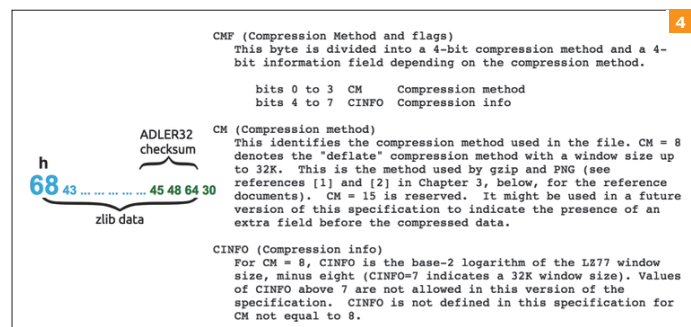 4
CMF (Compression Method and flags)
This byte is divided into a 4-bit compression method and a 4-
bit information field depending on the compression method.
bits 0 to 3 CM Compression method
bits 4 to 7 CINFO Compression info
CM (Compression method)
This identifies the compression method used in the file. CM = 8
denotes the "deflate" compression method with a window size up
to 32K. This is the method used by gzip and PNG (see
references [1] and [2] in Chapter 3, below, for the reference
documents). CM = 15 is reserved. It might be used in a future
version of this specification to indicate the presence of an
extra field before the compressed data.
CINFO (Compression info)
For CM = 8, CINFO is the base-2 logarithm of the LZ77 window
size, minus eight (CINFO=7 indicates a 32K window size). Values
of CINFO above 7 are not allowed in this version of the
specification. CINFO is not defined in this specification for
CM not equal to 8.
ADLER32
checksum
h
68 43 ... ... ... ... ... 45 48 64 30
zlib data